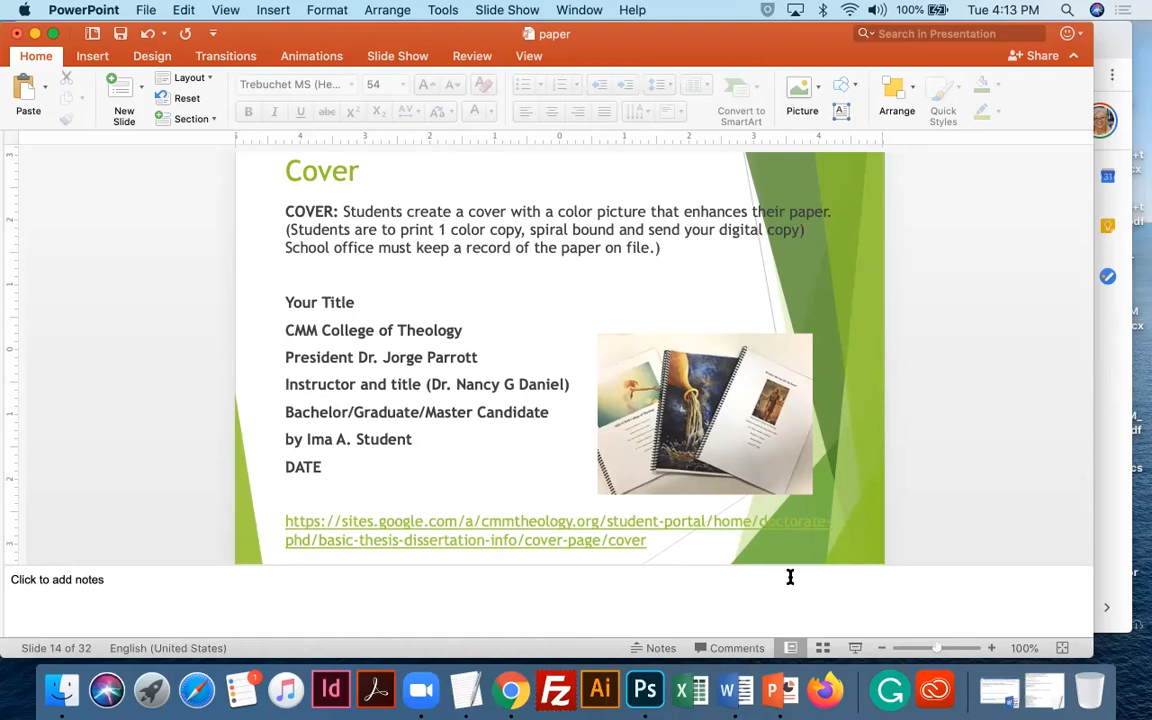 PowerPoint File Edit View Insert Format Arrange Tools Slide Show Window Help 100% Tue 4:13 PM
paper
Search in Presentation
Home Insert Design Transitions Animations Slide Show Review View Share
Paste New Slide Layout Reset Section Trebuchet MS (He... 54 Convert to SmartArt Picture Arrange Quick Styles
Cover
COVER: Students create a cover with a color picture that enhances their paper.
(Students are to print 1 color copy, spiral bound and send your digital copy)
School office must keep a record of the paper on file.)
Your Title
CMM College of Theology
President Dr. Jorge Parrott
Instructor and title (Dr. Nancy G Daniel)
Bachelor/Graduate/Master Candidate
by Ima A. Student
DATE
https://sites.google.com/a/cmmtheology.org/student-portal/home/doctorate-
phd/basic-thesis-dissertation-info/cover-page/cover
Click to add notes
Slide 14 of 32 English (United States) Notes Comments 100%